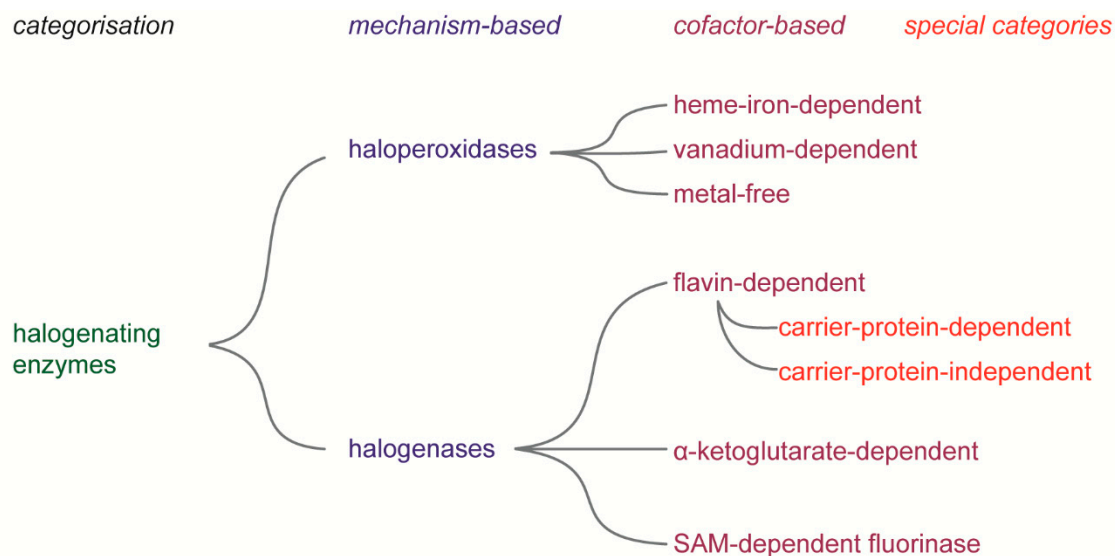 categorisation mechanism-based cofactor-based special categories
heme-iron-dependent
haloperoxidases vanadium-dependent
metal-free
flavin-dependent
halogenating
enzymes
carrier-protein-dependent
carrier-protein-independent
halogenases α-ketoglutarate-dependent
SAM-dependent fluorinase